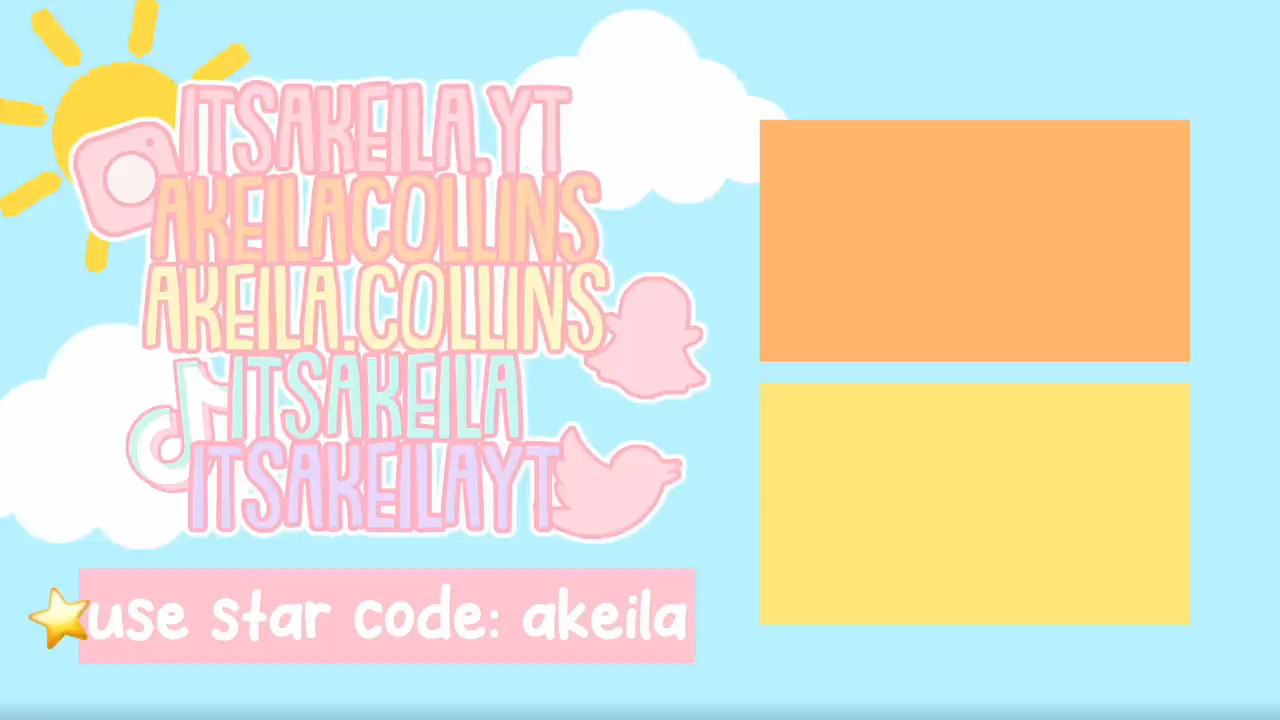 ITSAKEILA.YT
AKEILACOLLINS
AKEILA.COLLINS
ITSAKEILA
ITSAKEILAYT
use star code: akeila